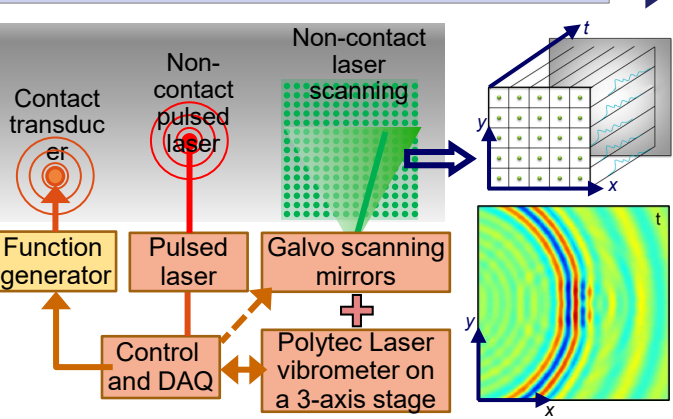 Contact
transduc
er
Non-
contact
pulsed
laser
Non-contact
laser
scanning
t
y
x
Function
generator
Pulsed
laser
Galvo scanning
mirrors
Control
and DAQ
Polytec Laser
vibrometer on
a 3-axis stage
t
y
x